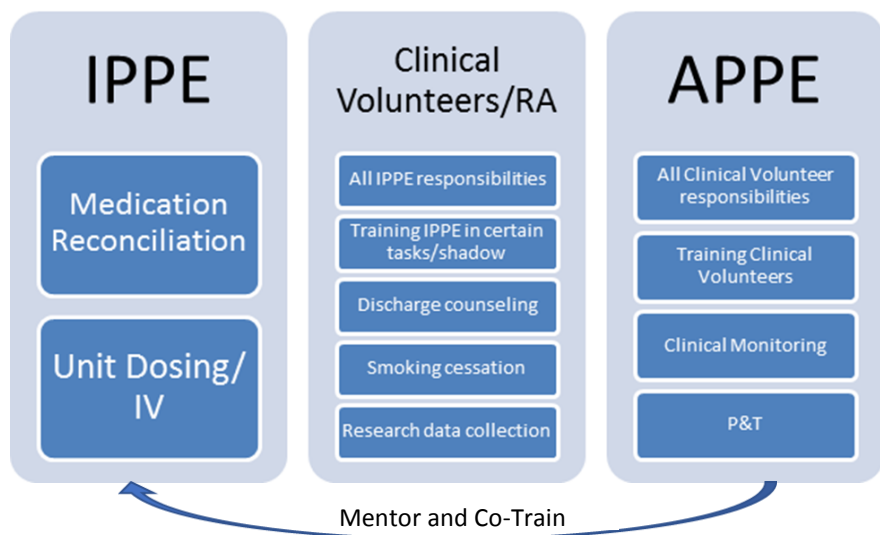 IPPE
Medication
Reconciliation
Unit Dosing/
IV
Clinical
Volunteers/RA
All IPPE responsibilities
Training IPPE in certain
tasks/shadow
Discharge counseling
Smoking cessation
Research data collection
APPE
All Clinical Volunteer
responsibilities
Training Clinical
Volunteers
Clinical Monitoring
P&T
Mentor and Co-Train